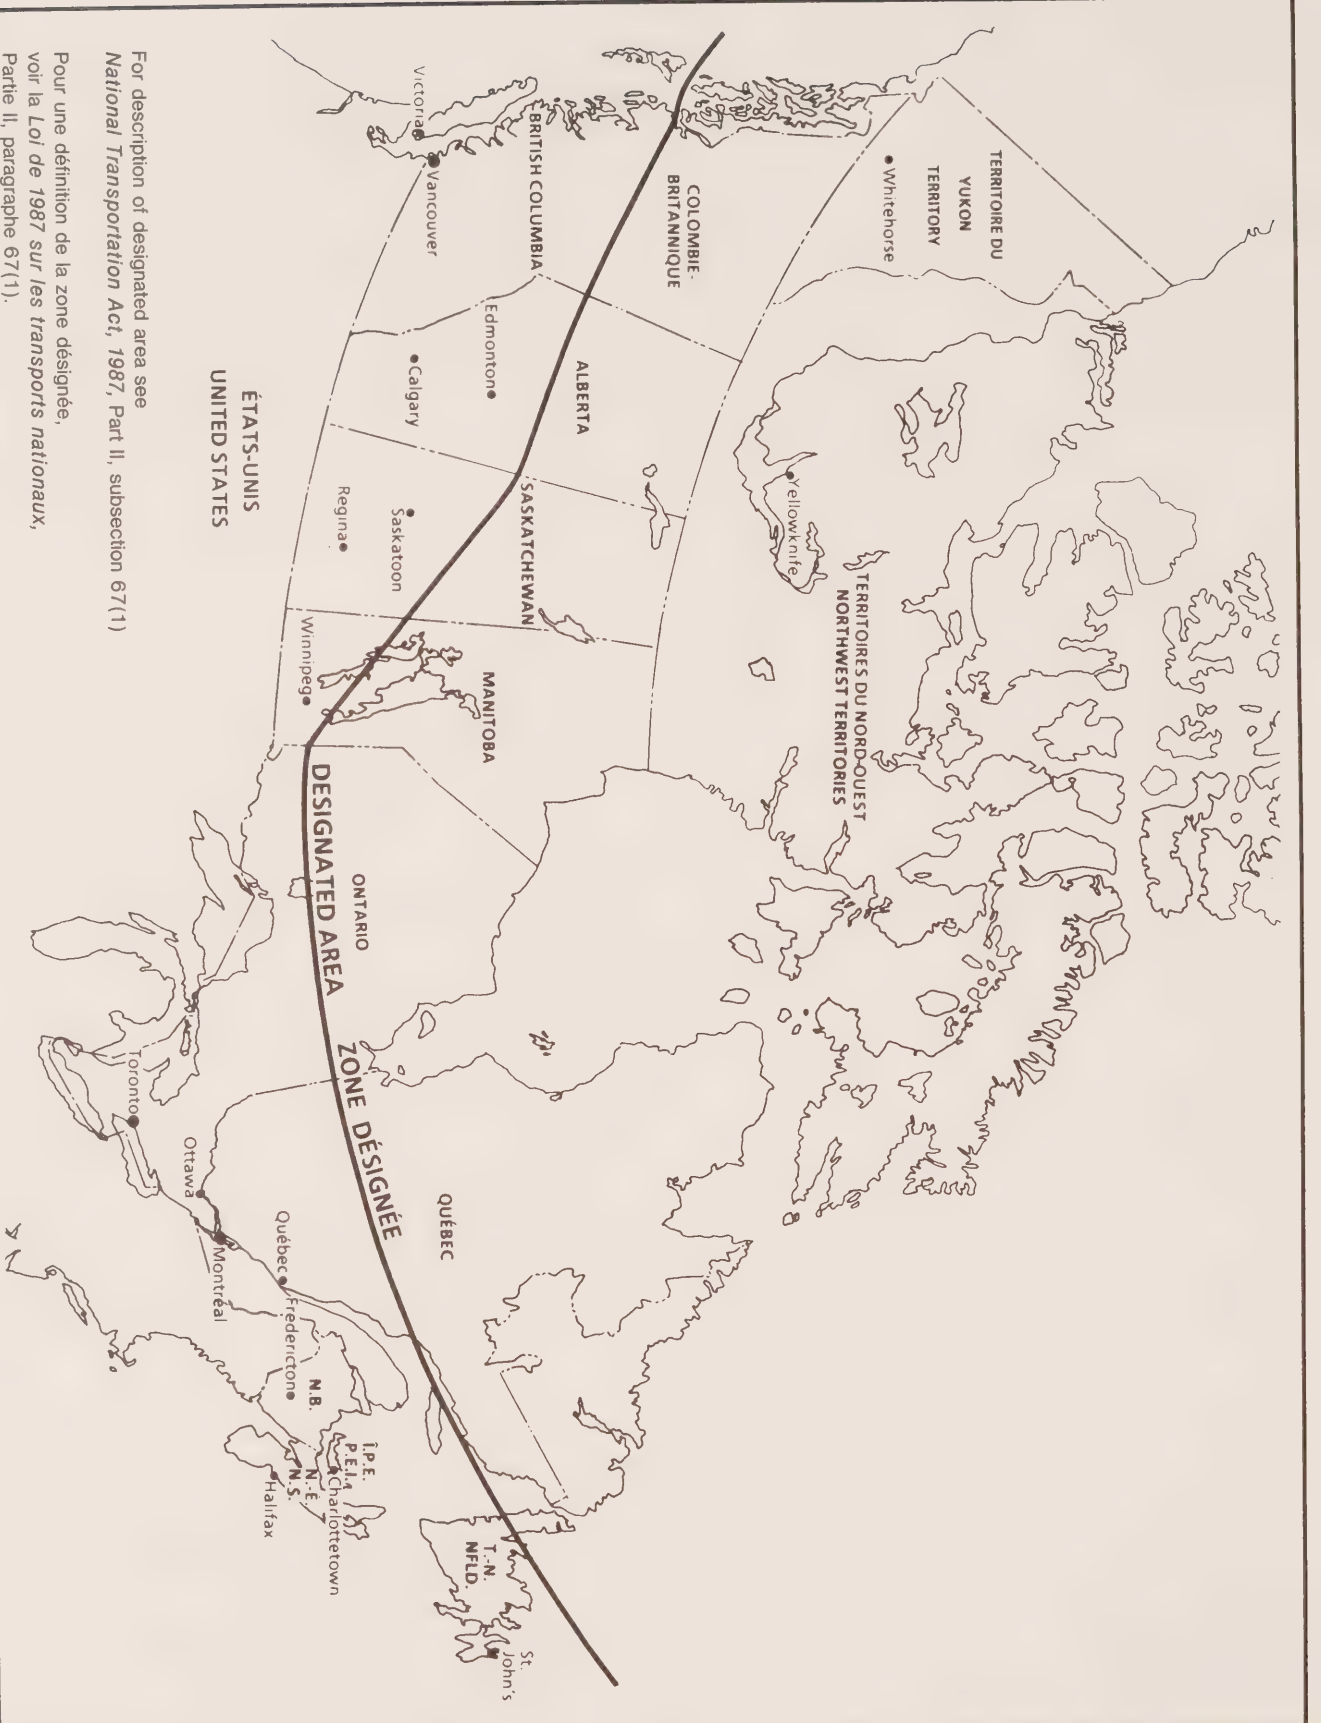 TERRITOIRE DU
YUKON
TERRITORY
Whitehorse
COLOMBIE-
BRITANNIQUE
BRITISH COLUMBIA
Victoria
Vancouver
ALBERTA
Edmonton
Calgary
Yellowknife
TERRITOIRES DU NORD-OUEST
NORTHWEST TERRITORIES
SASKATCHEWAN
Saskatoon
Regina
MANITOBA
Winnipeg
ÉTATS-UNIS
UNITED STATES
DESIGNATED AREA
ZONE DÉSIGNÉE
ONTARIO
Toronto
Ottawa
QUÉBEC
Montréal
Québec
Fredericton
N.B.
Î.P.E.
P.E.I.
Charlottetown
N.-É.
N.S.
Halifax
T.-N.
NFLD.
St.
John's
For description of designated area see
National Transportation Act, 1987, Part II, subsection 67(1)
Pour une définition de la zone désignée,
voir la Loi de 1987 sur les transports nationaux,
Partie II, paragraphe 67(1).